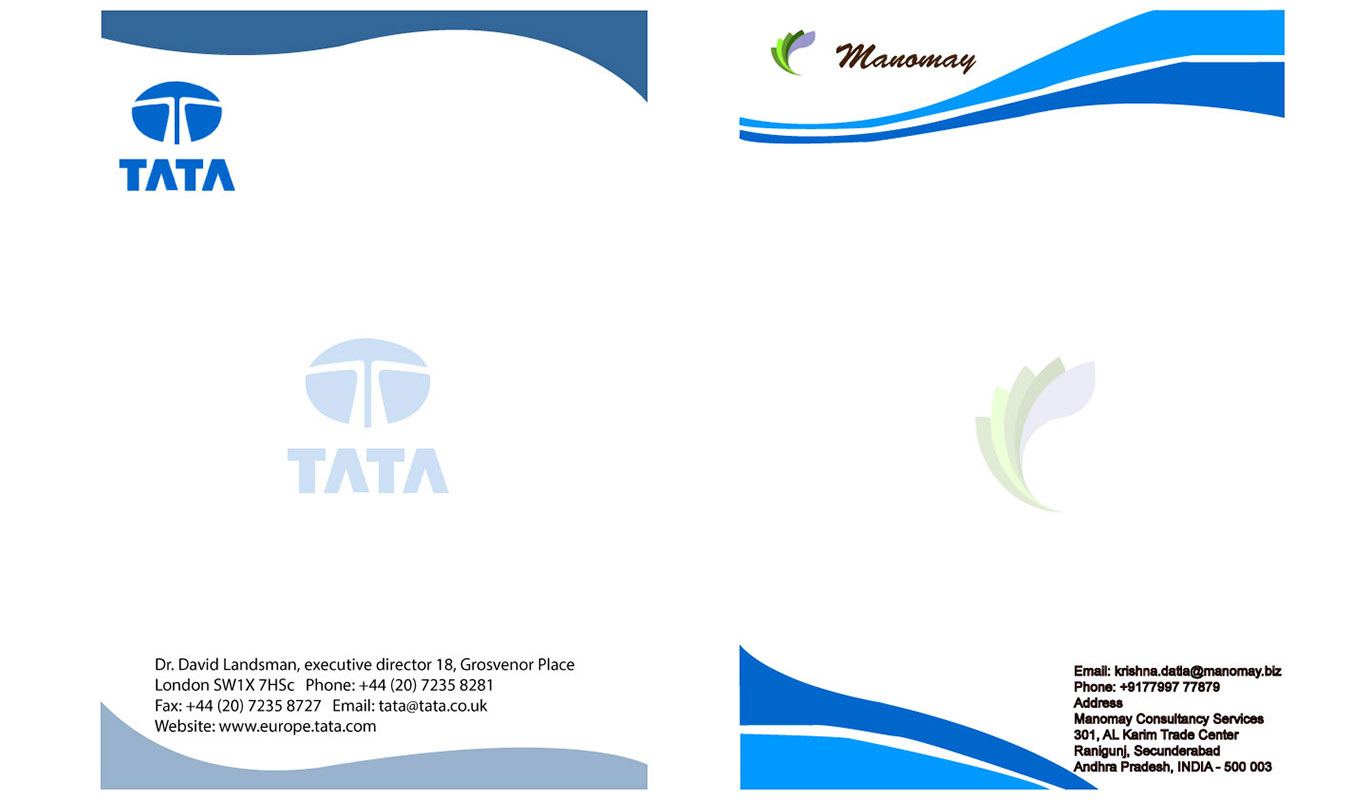 TATA
TATA
Dr. David Landsman, executive director 18, Grosvenor Place
London SW1X 7HSc Phone: +44 (20) 7235 8281
Fax: +44 (20) 7235 8727 Email: tata@tata.co.uk
Website: www.europe.tata.com
Manomay
Email: krishna.datla@manomay.biz
Phone: +9177997 77879
Address
Manomay Consultancy Services
301, AL Karim Trade Center
Ranigunj, Secunderabad
Andhra Pradesh, INDIA - 500 003